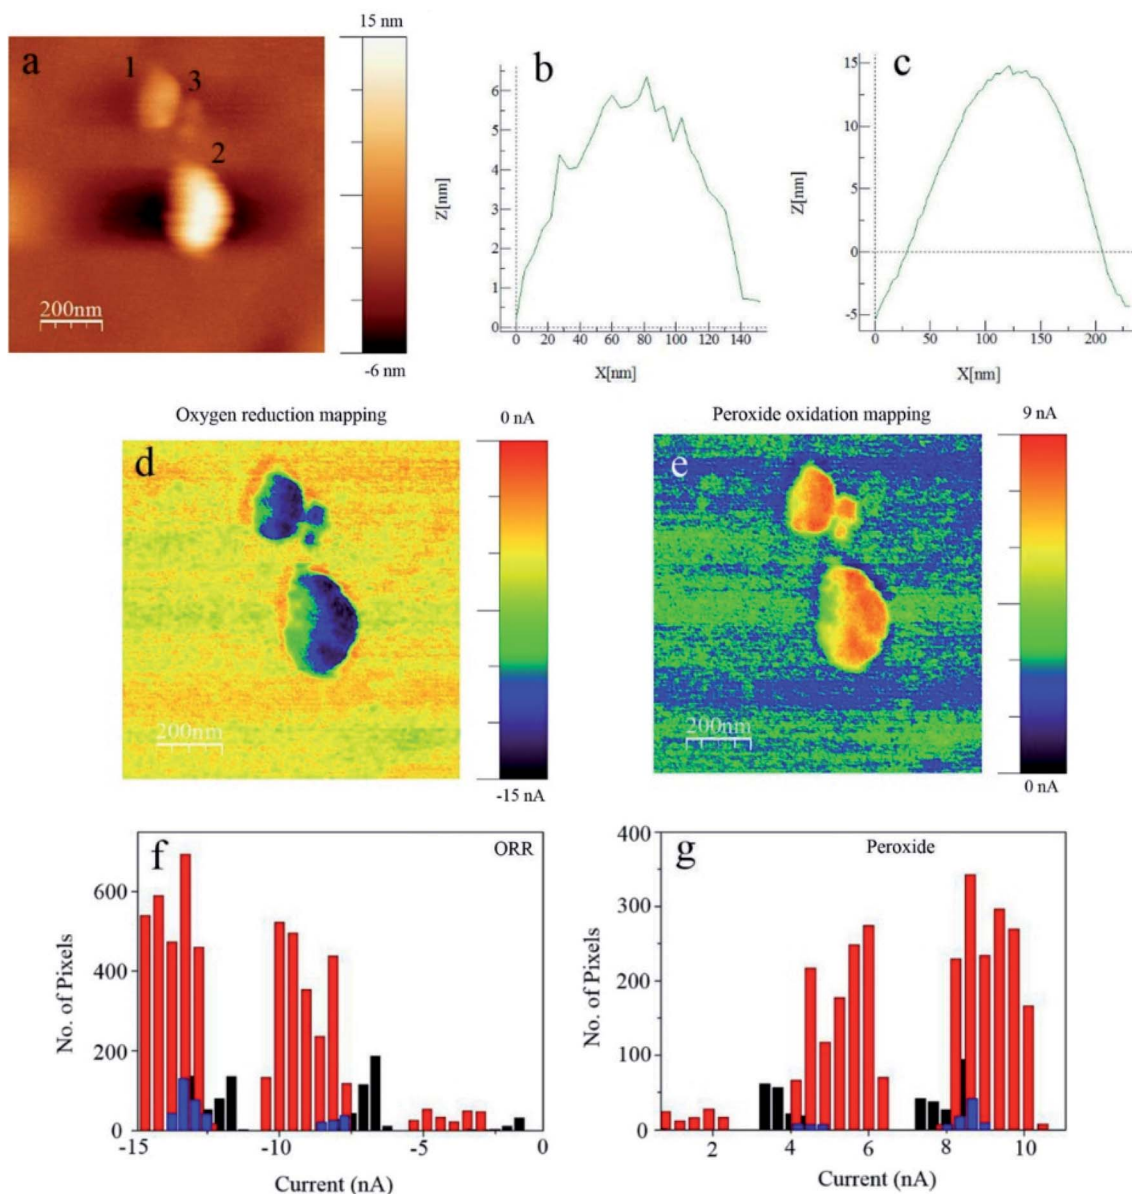 15 nm
a
1
3
2
200nm
-6 nm
b
Z[nm]
6
5
4
3
2
1
0
0 20 40 60 80 100 120 140
X[nm]
c
Z[nm]
15
10
5
0
-5
0 50 100 150 200
X[nm]
Oxygen reduction mapping
0 nA
d
200nm
-15 nA
Peroxide oxidation mapping
9 nA
e
200nm
0 nA
f
ORR
No. of Pixels
600
400
200
0
-15 -10 -5 0
Current (nA)
g
Peroxide
No. of Pixels
400
300
200
100
0
2 4 6 8 10
Current (nA)